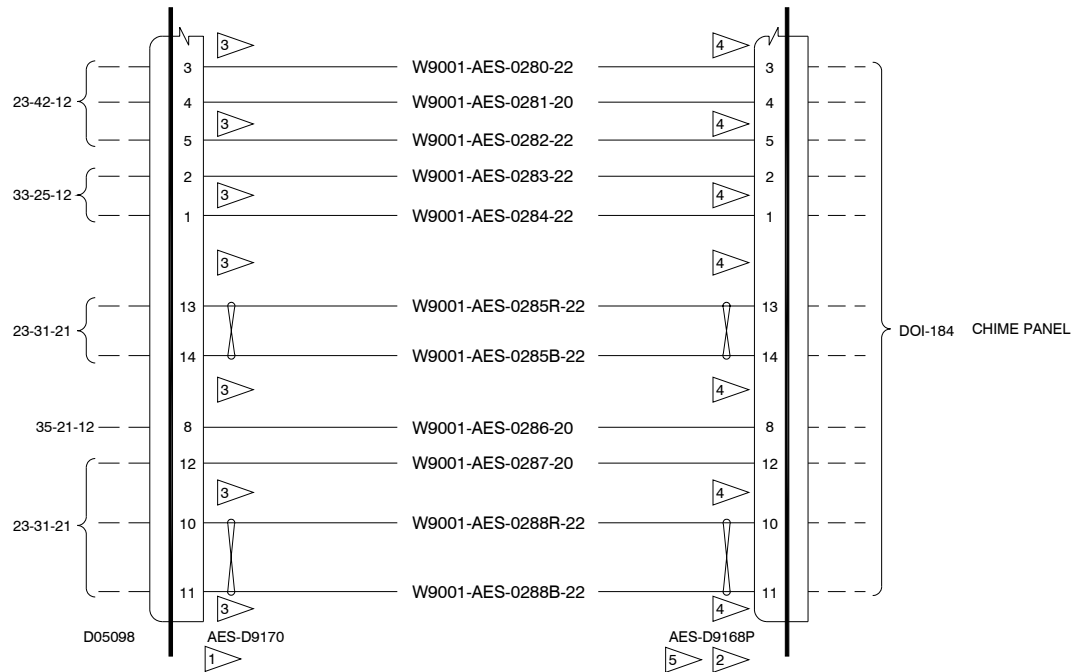 3 4
3 W9001-AES-0280-22 3
23-42-12 4 W9001-AES-0281-20 4
3 4
5 W9001-AES-0282-22 5
2 W9001-AES-0283-22 2
33-25-12 3 4
1 W9001-AES-0284-22 1
3 4
13 W9001-AES-0285R-22 13
23-31-21 DOI-184 CHIME PANEL
14 W9001-AES-0285B-22 14
3 4
35-21-12 8 W9001-AES-0286-20 8
12 W9001-AES-0287-20 12
3 4
23-31-21 10 W9001-AES-0288R-22 10
11 W9001-AES-0288B-22 11
3 4
D05098 AES-D9170 AES-D9168P
1 5 2